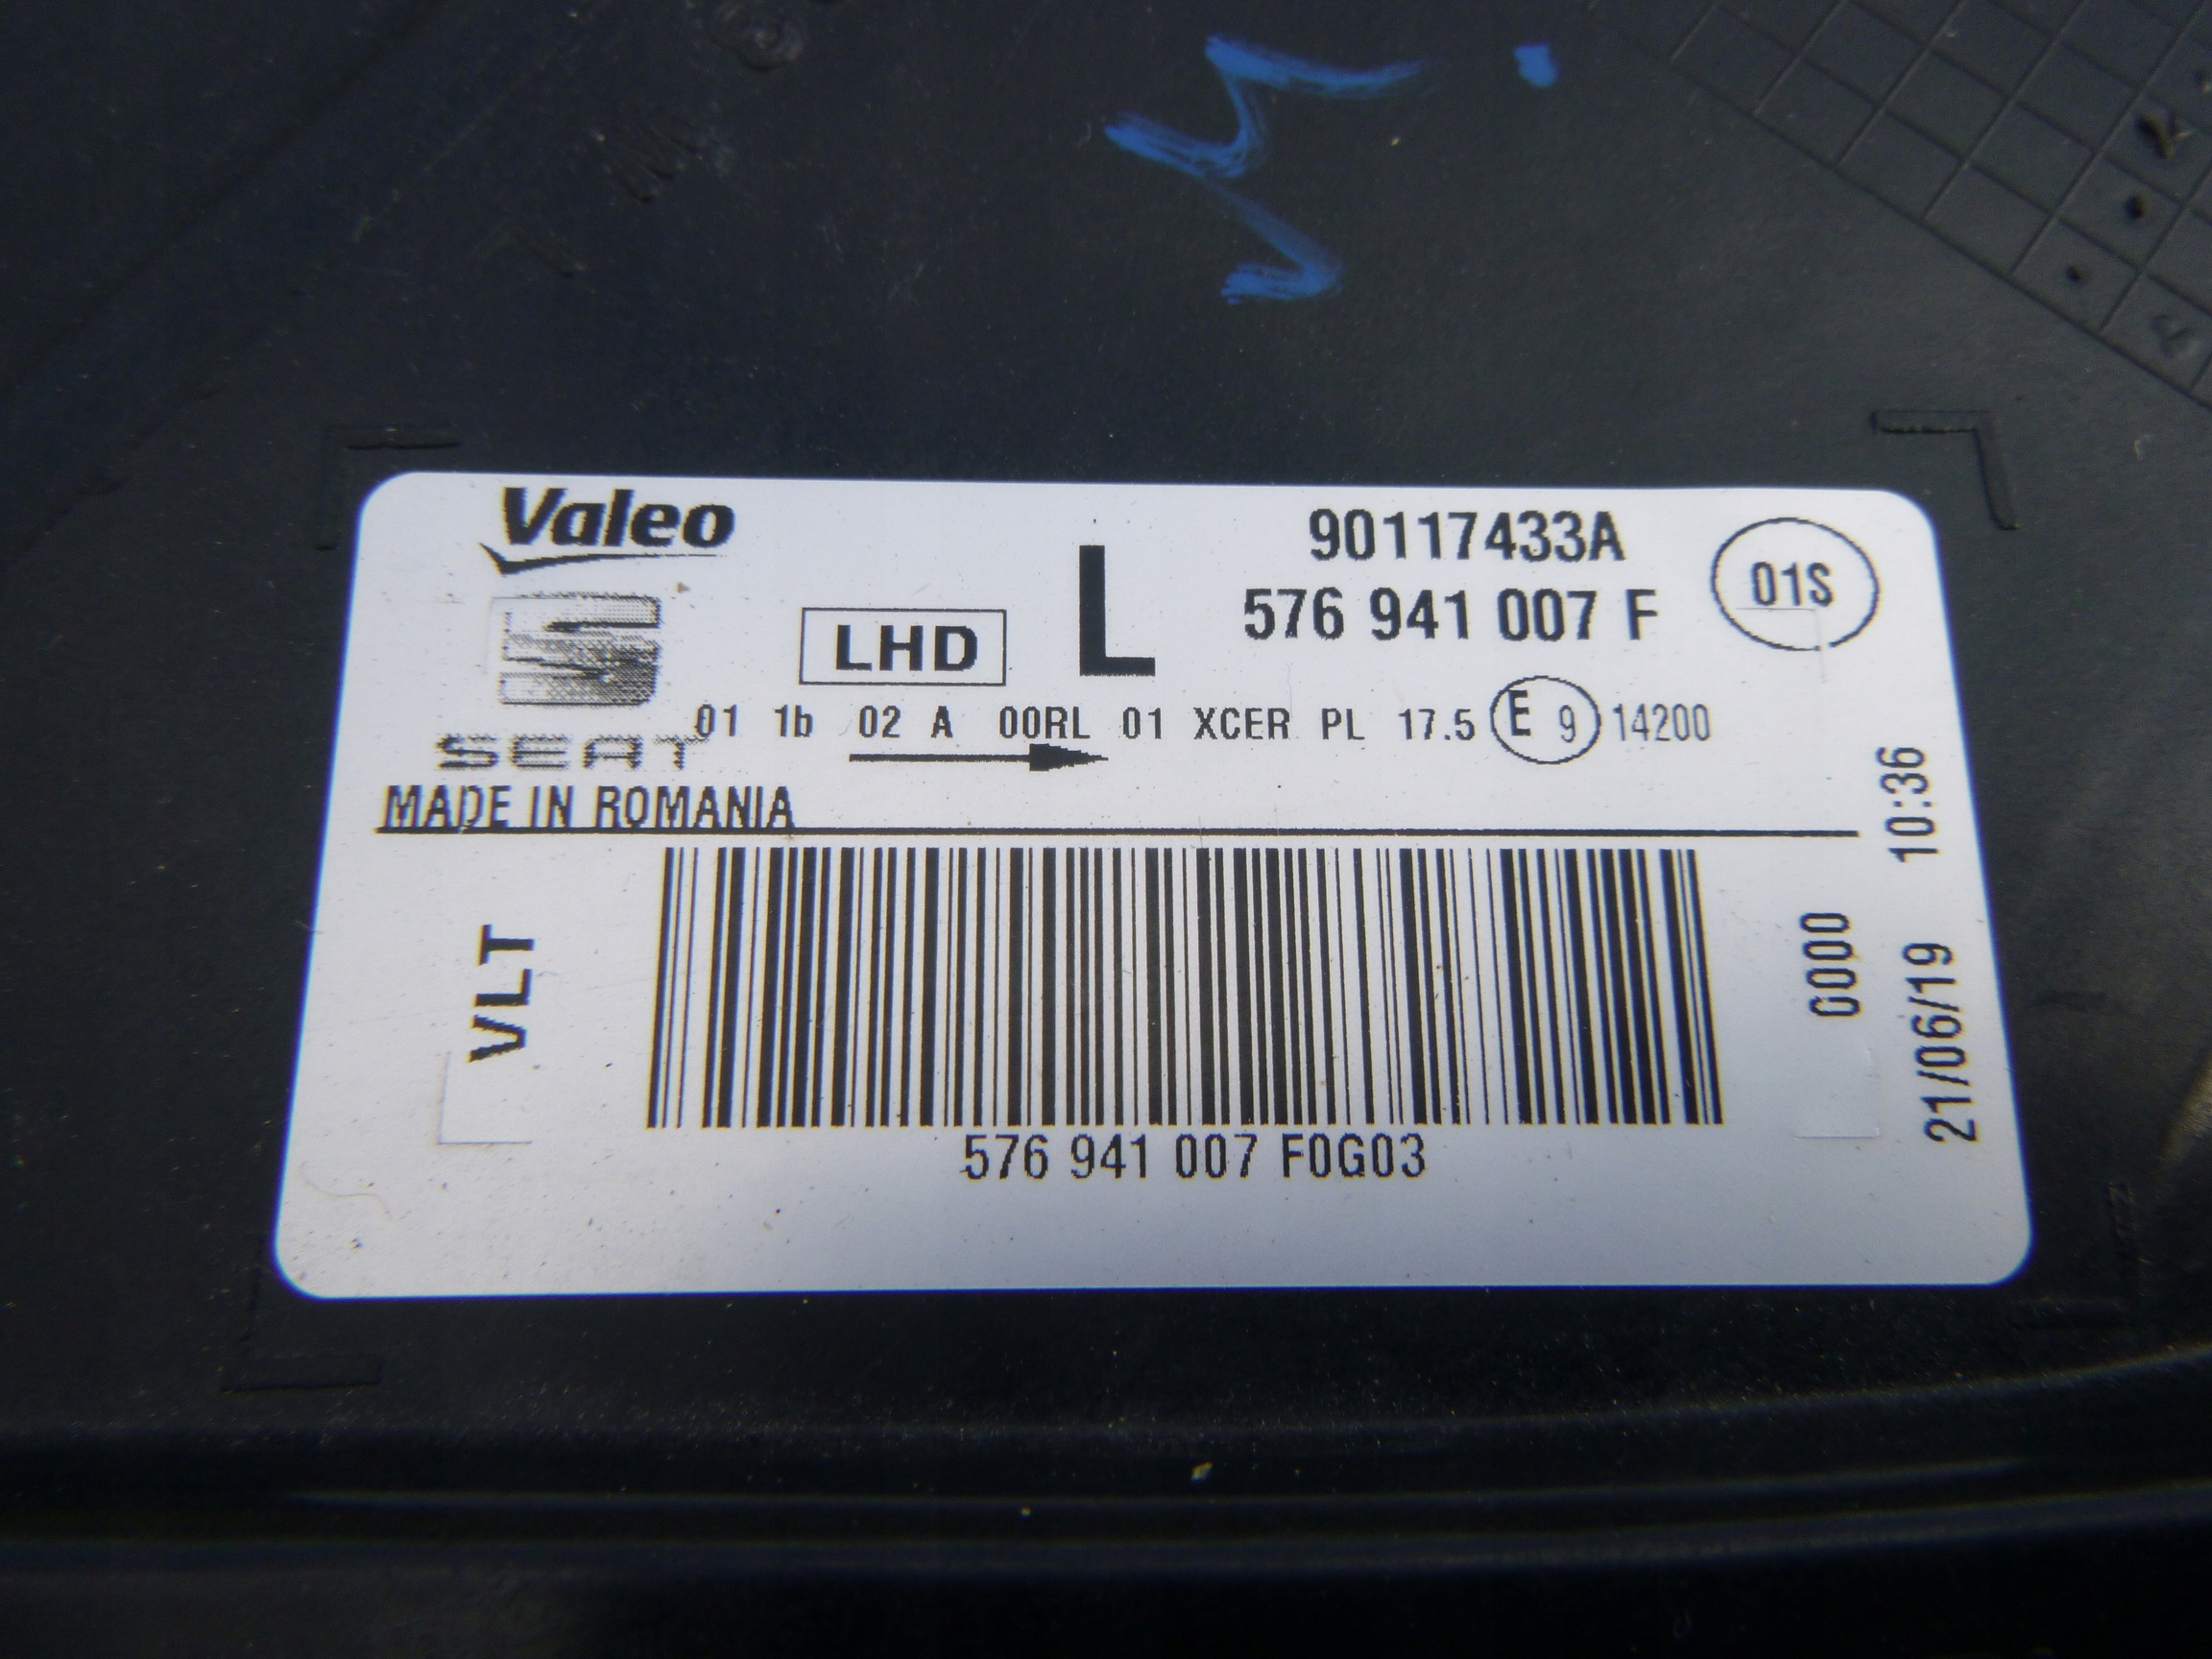 Valeo
90117433A
576 941 007 F
01S
LHD
L
01 1b 02 A 00RL 01 XCER PL 17.5 E 9 14200
SEAT
MADE IN ROMANIA
10:36
VLT
0000
21/06/19
576 941 007 F0G03